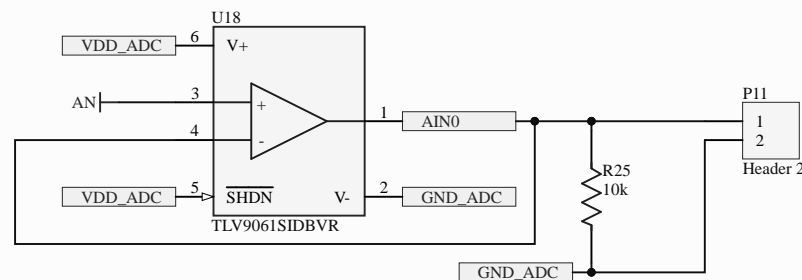 U18
VDD_ADC
6
V+
AN
3
+
4
-
1
AIN0
P11
1
2
Header 2
R25
10k
VDD_ADC
5
SHDN
V-
2
GND_ADC
TLV9061SIDBVR
GND_ADC